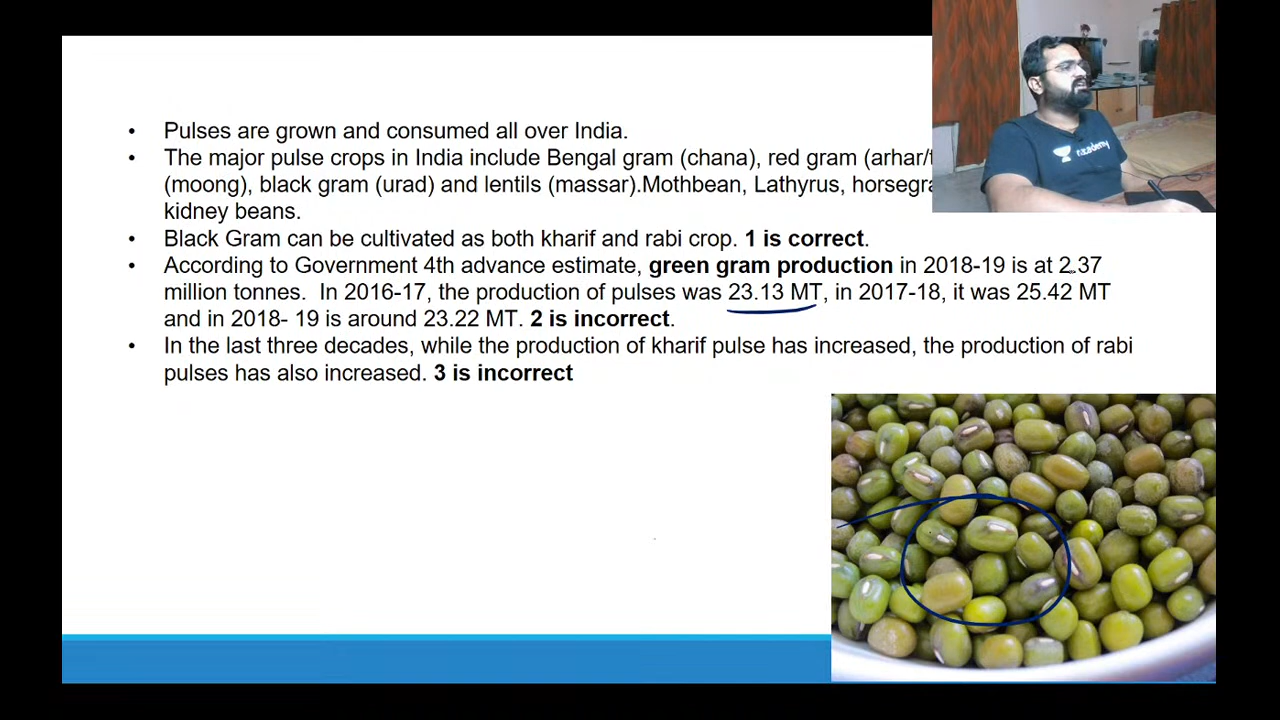 • Pulses are grown and consumed all over India.
• The major pulse crops in India include Bengal gram (chana), red gram (arhar/
(moong), black gram (urad) and lentils (massar).Mothbean, Lathyrus,
kidney beans.
• Black Gram can be cultivated as both kharif and rabi crop. 1 is correct.
• According to Government 4th advance estimate, green gram production in 2018-19 is at 2.37
million tonnes. In 2016-17, the production of pulses was 23.13 MT, in 2017-18, it was 25.42 MT
and in 2018- 19 is around 23.22 MT. 2 is incorrect.
• In the last three decades, while the production of kharif pulse has increased, the production of rabi
pulses has also increased. 3 is incorrect